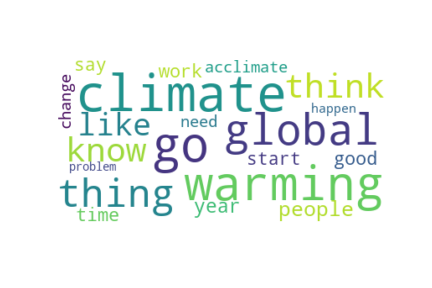 say work acclimate
change climate think
happen
like need global
know go start good
problem
thing warming
time year people